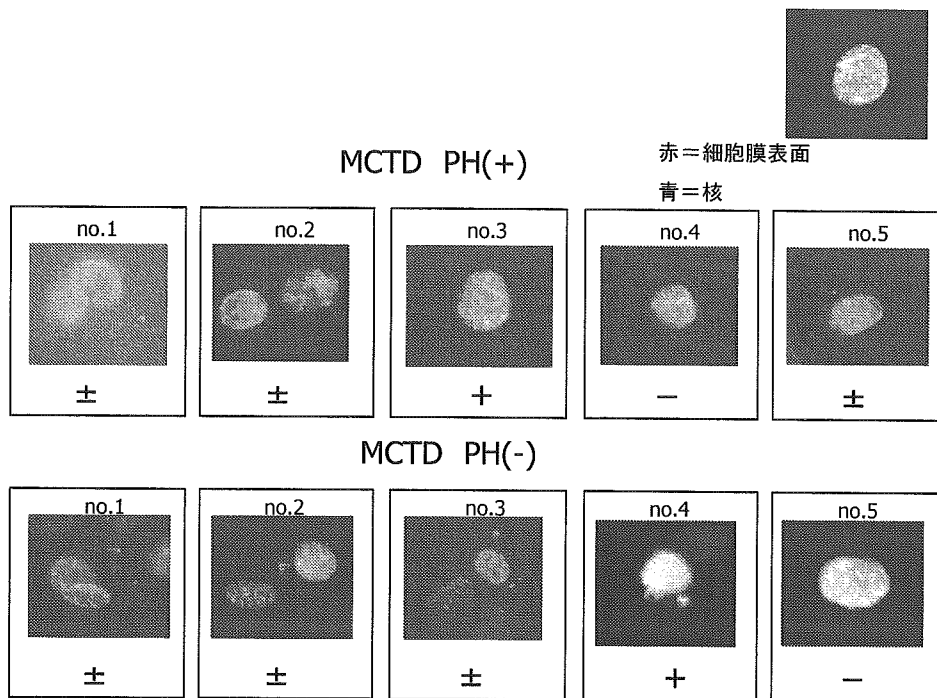 MCTD PH(+)
赤=細胞膜表面
青=核
no.1 no.2 no.3 no.4 no.5
± ± + − ±
MCTD PH(-)
no.1 no.2 no.3 no.4 no.5
± ± ± + −